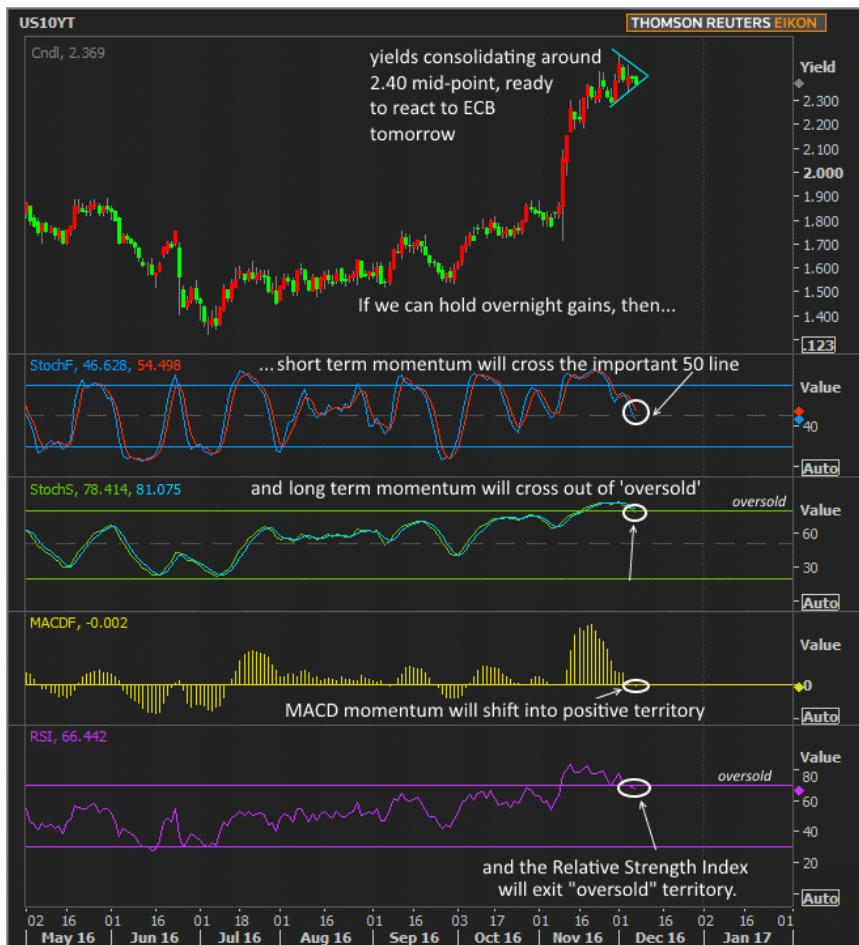 US10YT
THOMSON REUTERS EIKON
Cndl, 2.369
yields consolidating around
2.40 mid-point, ready
to react to ECB
tomorrow
Yield
2.300
2.200
2.100
2.000
1.900
1.800
1.700
1.600
1.500
1.400
.123
If we can hold overnight gains, then...
StochF, 46.628, 54.498
...short term momentum will cross the important 50 line
Value
40
Auto
StochS, 78.414, 81.075
and long term momentum will cross out of 'oversold'
oversold
Value
60
30
Auto
MACDF, -0.002
Value
0
Auto
MACD momentum will shift into positive territory
RSI, 66.442
Value
oversold
80
60
40
20
Auto
and the Relative Strength Index
will exit "oversold" territory.
02 16 01 16 01 18 01 16 01 16 03 17 01 16 01 16 02 16 01
May 16 Jun 16 Jul 16 Aug 16 Sep 16 Oct 16 Nov 16 Dec 16 Jan 17